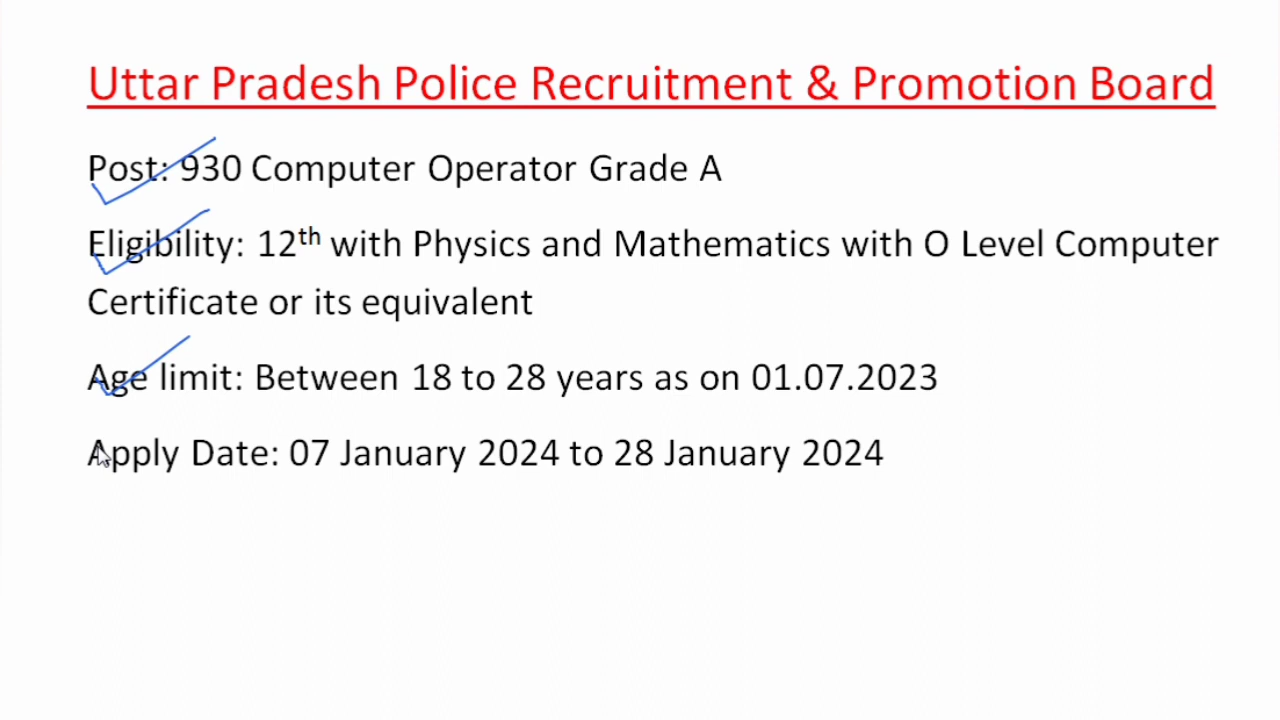 Uttar Pradesh Police Recruitment & Promotion Board
Post: 930 Computer Operator Grade A
Eligibility: 12th with Physics and Mathematics with O Level Computer
Certificate or its equivalent
Age limit: Between 18 to 28 years as on 01.07.2023
Apply Date: 07 January 2024 to 28 January 2024